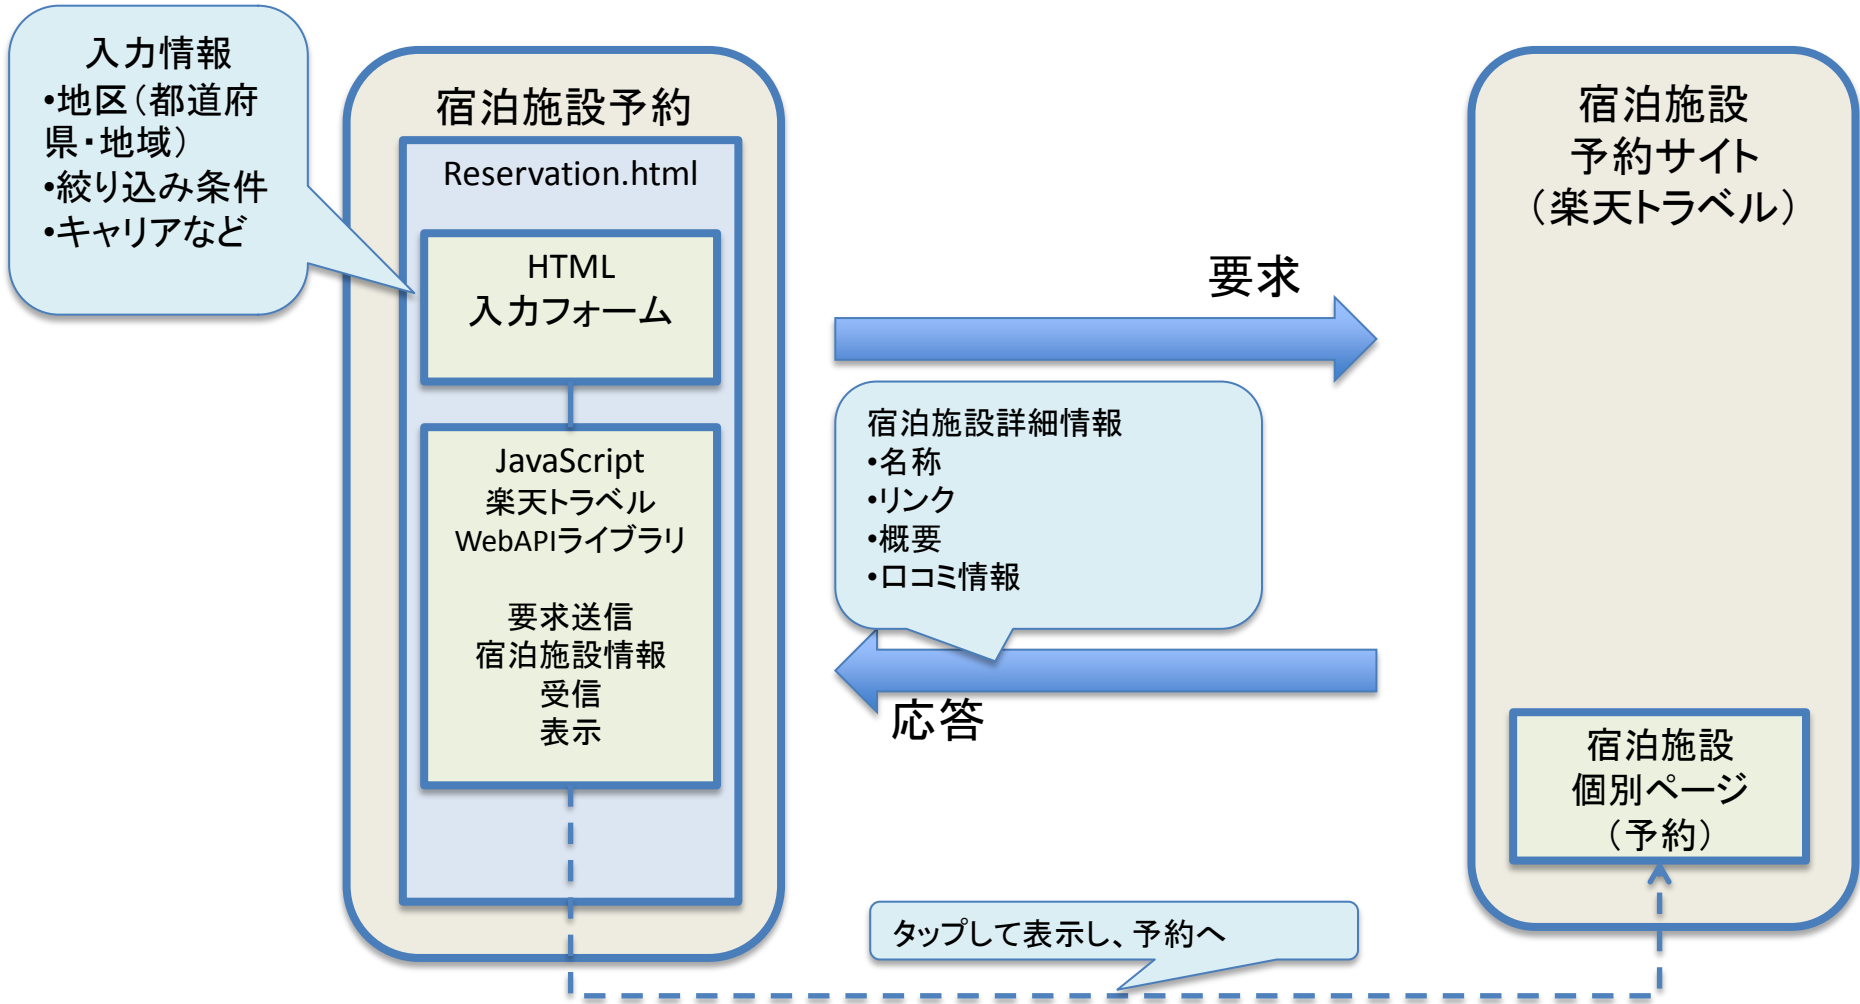 入力情報
•地区（都道府
県・地域）
•絞り込み条件
•キャリアなど
宿泊施設予約
Reservation.html
HTML
入力フォーム
JavaScript
楽天トラベル
WebAPIライブラリ
要求送信
宿泊施設情報
受信
表示
要求
宿泊施設詳細情報
•名称
•リンク
•概要
•口コミ情報
応答
宿泊施設
予約サイト
（楽天トラベル）
宿泊施設
個別ページ
（予約）
タップして表示し、予約へ